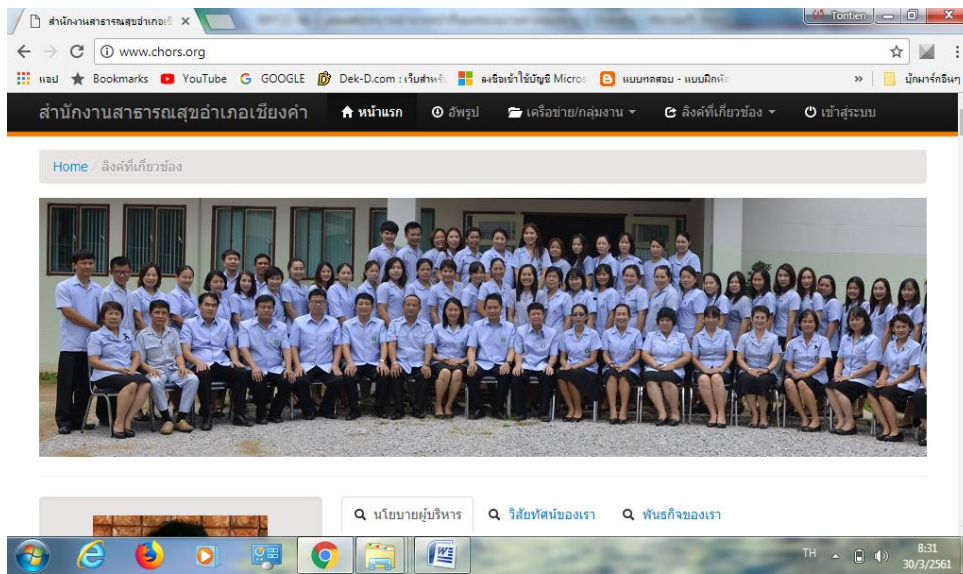 สำนักงานสาธารณสุขอำเภอเชี
Tontien
www.chors.org
แอป Bookmarks YouTube GOOGLE Dek-D.com : เว็บสำหรั ลงชื่อเข้าใช้บัญชี Micros แบบทดสอบ - แบบฝึกหัด » บุ๊กมาร์กอื่นๆ
สำนักงานสาธารณสุขอำเภอเชียงคำ หน้าแรก อัพรูป เครือข่าย/กลุ่มงาน ลิงค์ที่เกี่ยวข้อง เข้าสู่ระบบ
Home / ลิงค์ที่เกี่ยวข้อง
นโยบายผู้บริหาร วิสัยทัศน์ของเรา พันธกิจของเรา
TH 8:31
30/3/2561